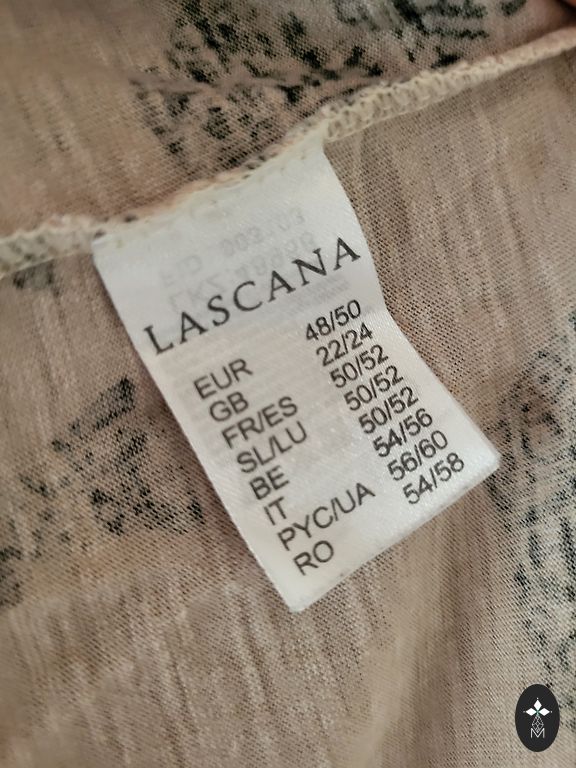 LASCANA
EUR 48/50
GB 22/24
FR/ES 50/52
SL/LU 50/52
BE 50/52
IT 54/56
РУС/UA 56/60
RO 54/58
M